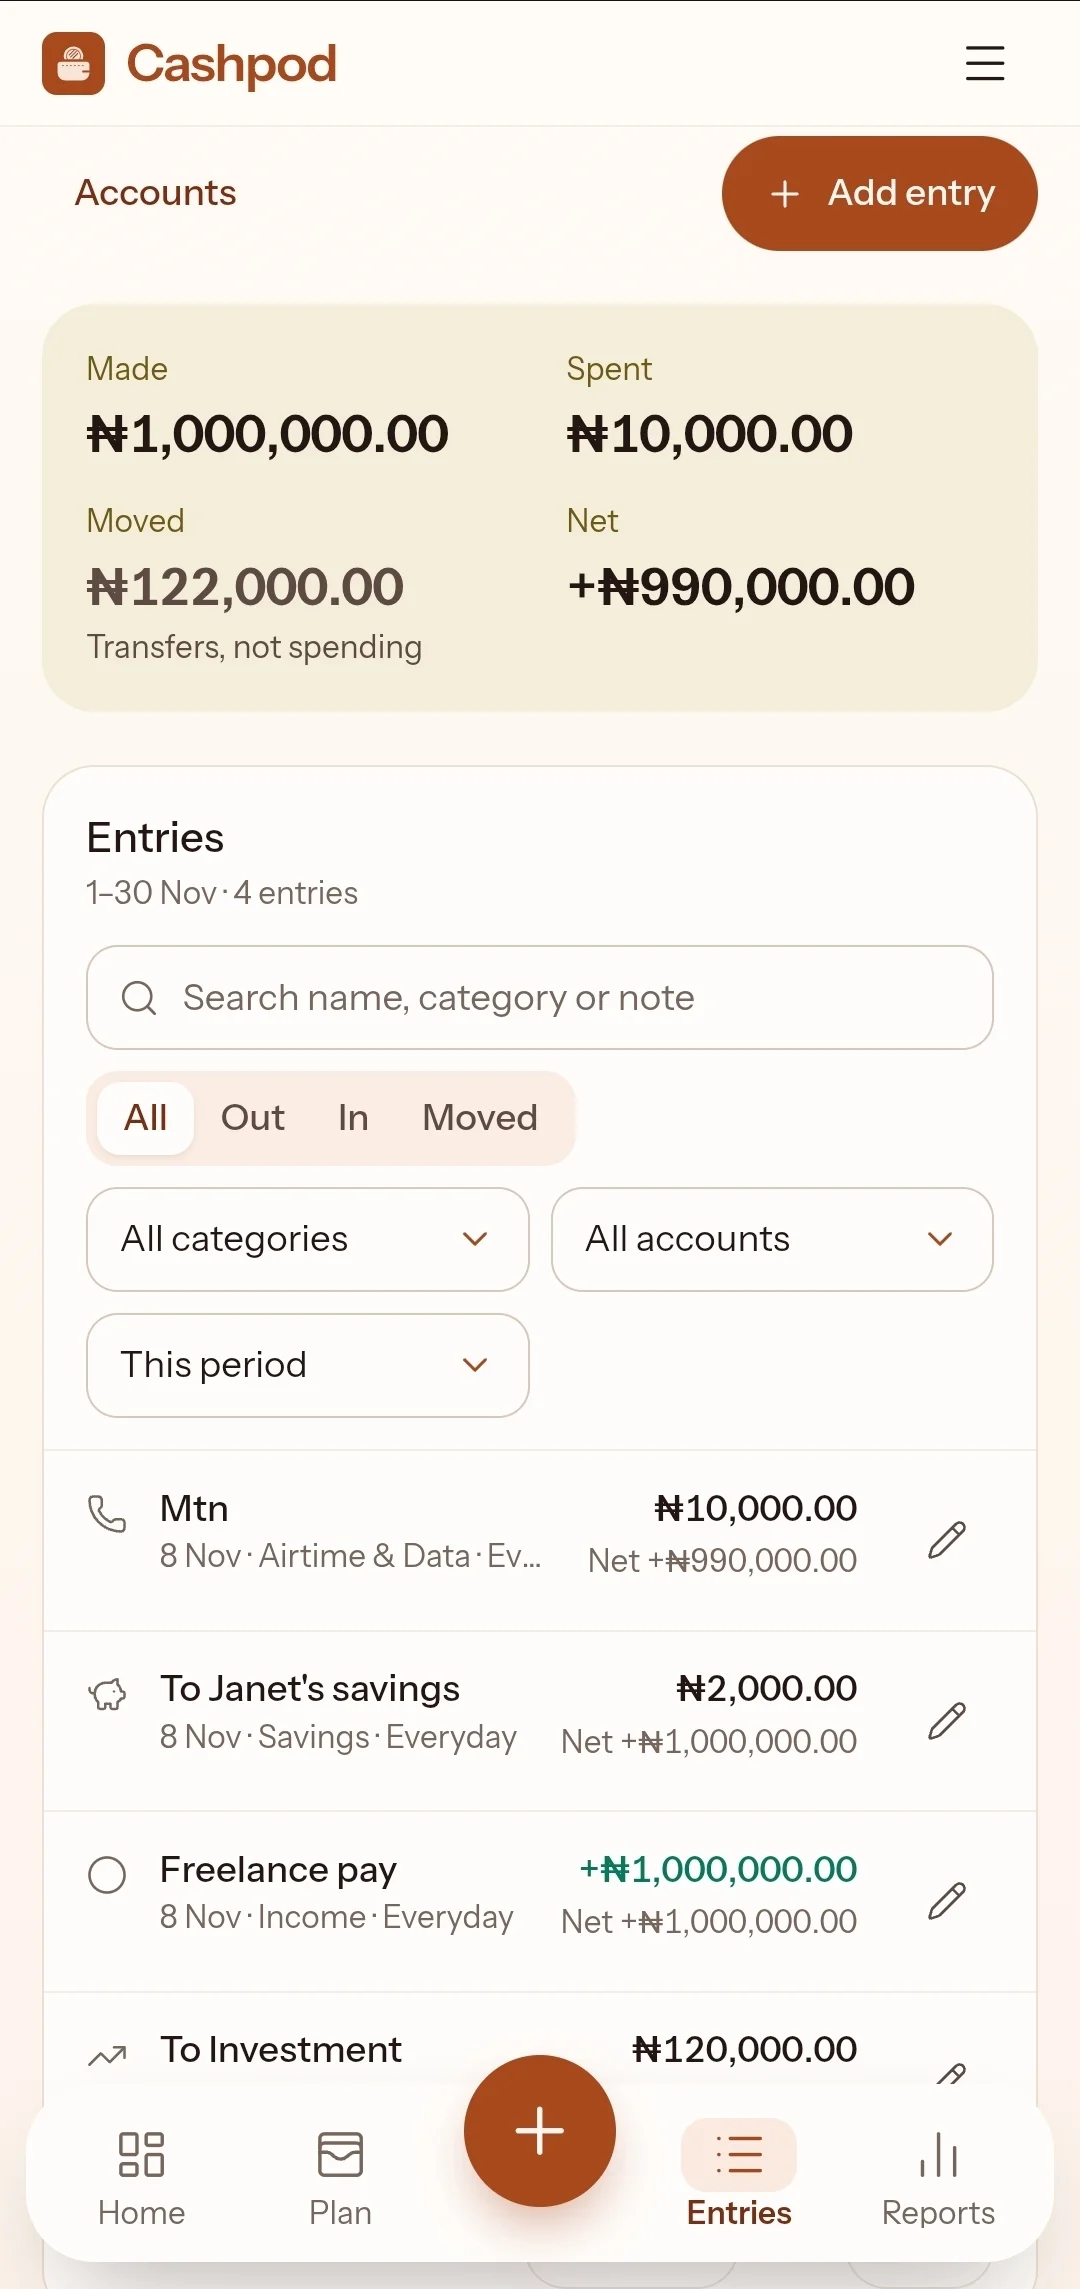 Cashpod
Accounts
+ Add entry
Made
₦1,000,000.00
Spent
₦10,000.00
Moved
₦122,000.00
Transfers, not spending
Net
+₦990,000.00
Entries
1–30 Nov · 4 entries
Search name, category or note
All Out In Moved
All categories
All accounts
This period
Mtn ₦10,000.00
8 Nov · Airtime & Data · Ev... Net +₦990,000.00
To Janet's savings ₦2,000.00
8 Nov · Savings · Everyday Net +₦1,000,000.00
Freelance pay +₦1,000,000.00
8 Nov · Income · Everyday Net +₦1,000,000.00
To Investment ₦120,000.00
Home Plan Entries Reports